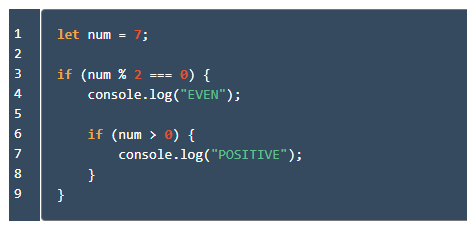 1 let num = 7;
2
3 if (num % 2 === 0) {
4     console.log("EVEN");
5
6     if (num > 0) {
7         console.log("POSITIVE");
8     }
9 }